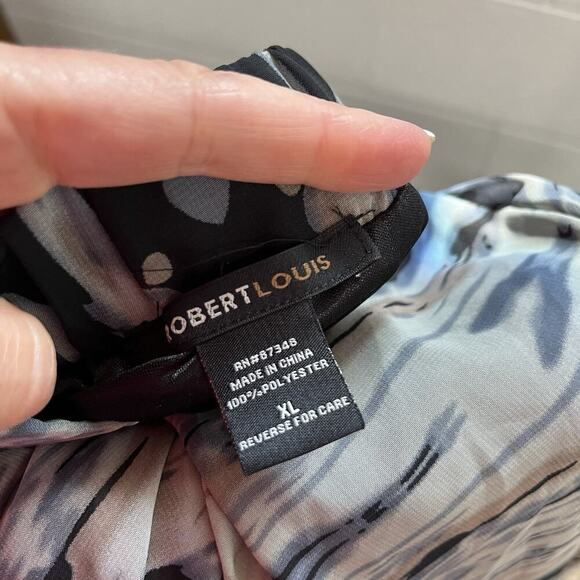 ROBERTLOUIS
RN#87348
MADE IN CHINA
100%POLYESTER
XL
REVERSE FOR CARE